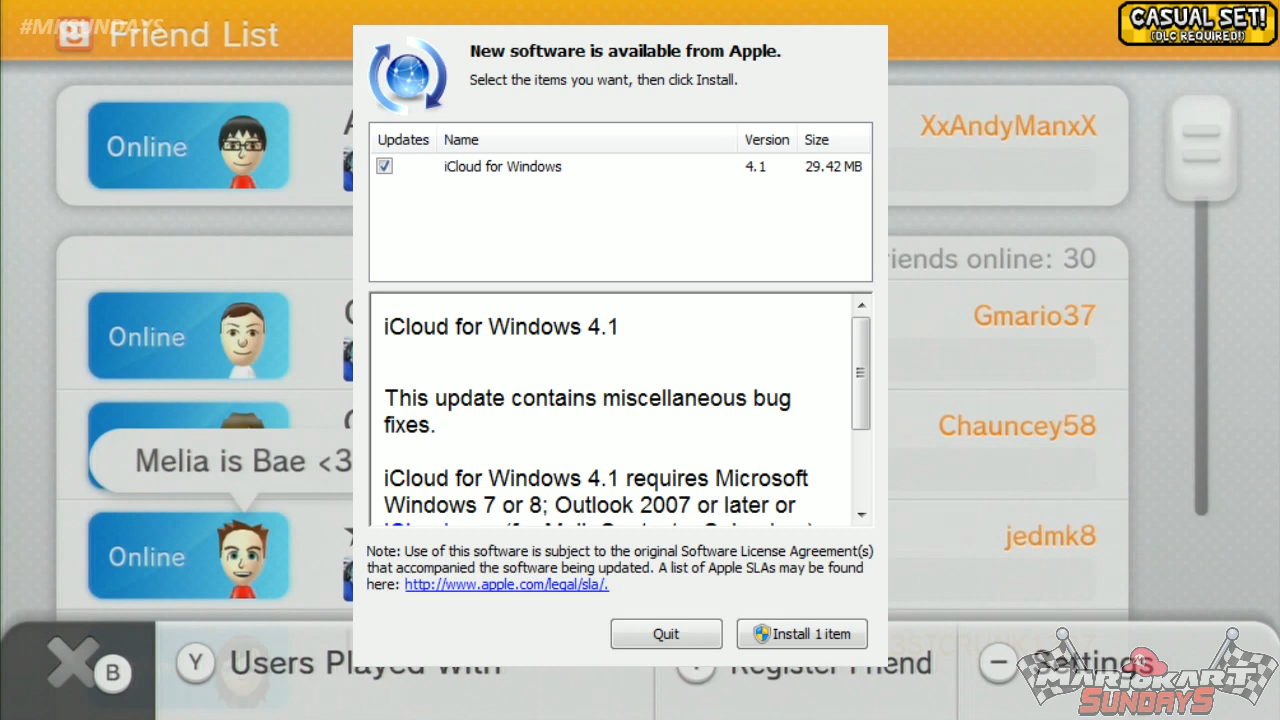 #MKSUNDAYS
Friend List
CASUAL SET!
(DLC REQUIRED!)
New software is available from Apple.
Select the items you want, then click Install.
Updates Name Version Size
iCloud for Windows 4.1 29.42 MB
iCloud for Windows 4.1
This update contains miscellaneous bug
fixes.
iCloud for Windows 4.1 requires Microsoft
Windows 7 or 8; Outlook 2007 or later or
Note: Use of this software is subject to the original Software License Agreement(s)
that accompanied the software being updated. A list of Apple SLAs may be found
here: http://www.apple.com/legal/sla/.
Quit
Install 1 item
Online
XxAndyManxX
friends online: 30
Online
Gmario37
Chauncey58
Melia is Bae <3
Online
jedmk8
B
Y Users Played With
Register Friend
Settings
MARIOKART
SUNDAYS